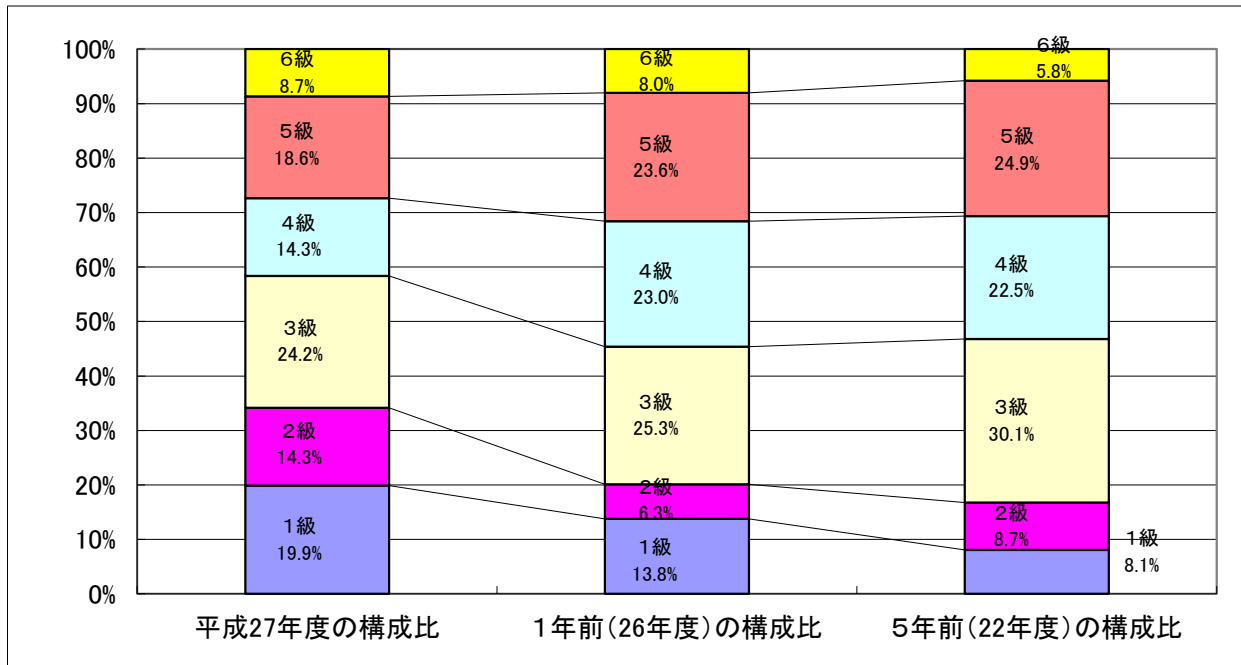 100%
90%
80%
70%
60%
50%
40%
30%
20%
10%
0%
6級
8.7%
5級
18.6%
4級
14.3%
3級
24.2%
2級
14.3%
1級
19.9%
6級
8.0%
5級
23.6%
4級
23.0%
3級
25.3%
2級
6.3%
1級
13.8%
6級
5.8%
5級
24.9%
4級
22.5%
3級
30.1%
2級
8.7%
1級
8.1%
平成27年度の構成比
1年前(26年度)の構成比
5年前(22年度)の構成比